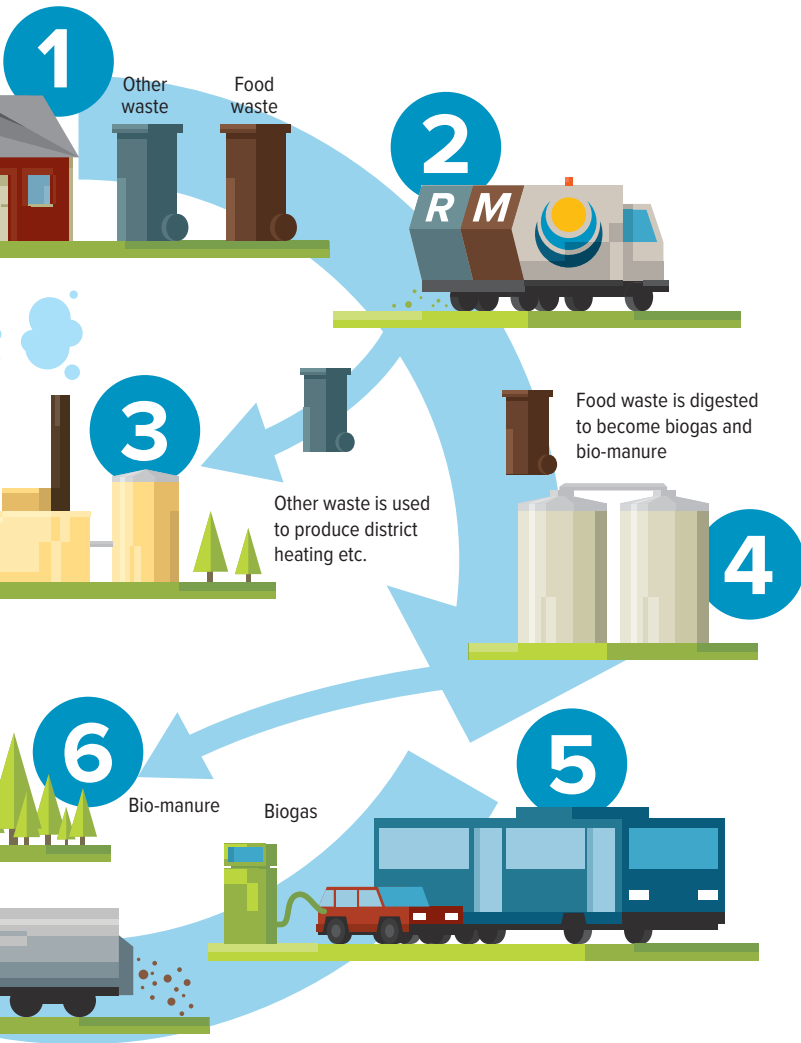 1
Other
waste
Food
waste
2
R M
3
Food waste is digested
to become biogas and
bio-manure
Other waste is used
to produce district
heating etc.
4
5
6
Bio-manure
Biogas